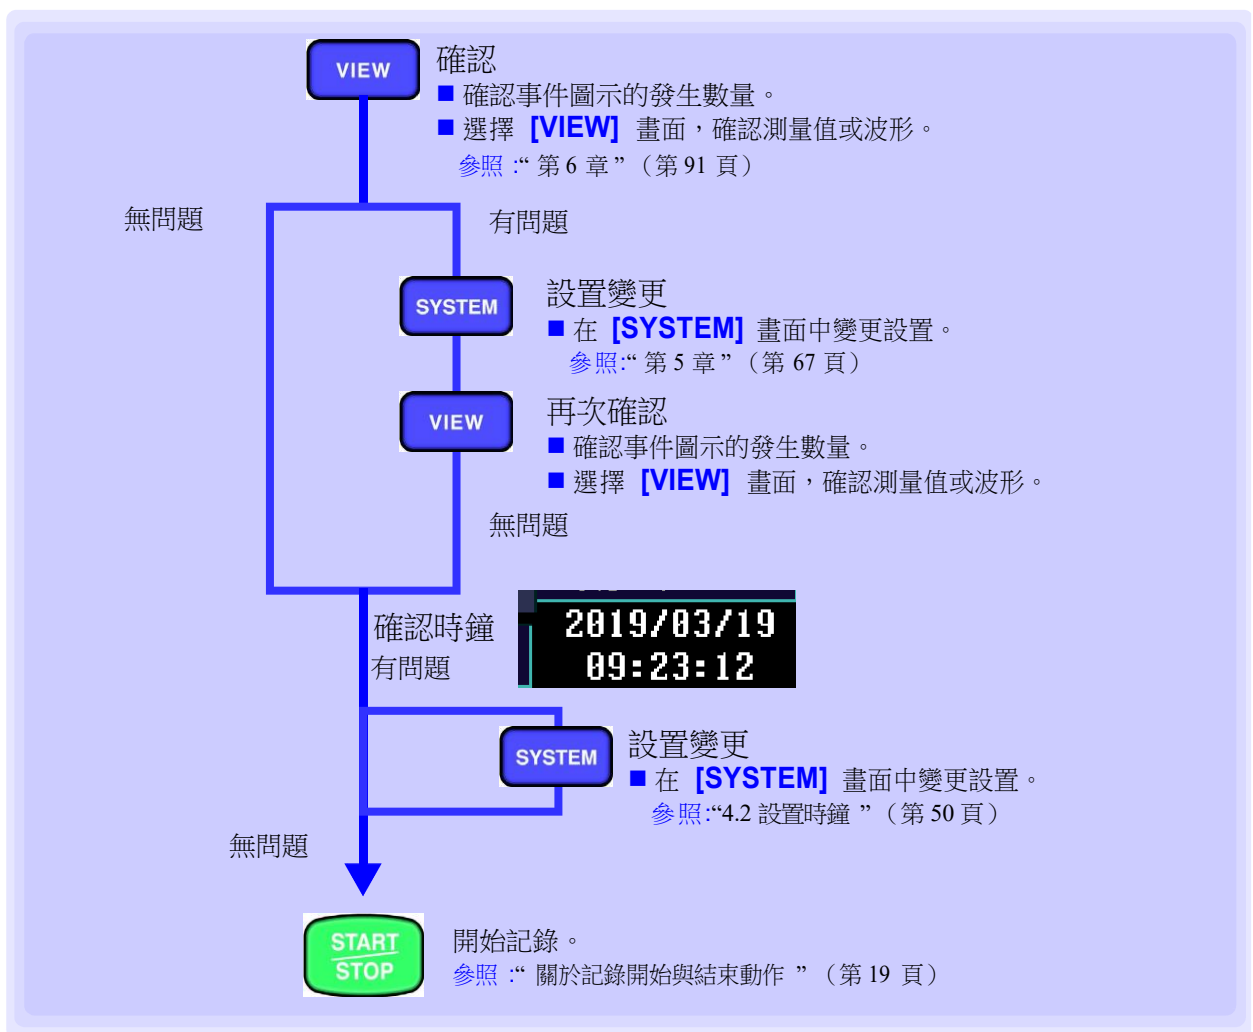 VIEW
確認
■ 確認事件圖示的發生數量。
■ 選擇 [VIEW] 畫面，確認測量值或波形。
參照：“ 第 6 章 ”（第 91 頁）
無問題
有問題
SYSTEM
設置變更
■ 在 [SYSTEM] 畫面中變更設置。
參照:“ 第 5 章 ”（第 67 頁）
VIEW
再次確認
■ 確認事件圖示的發生數量。
■ 選擇 [VIEW] 畫面，確認測量值或波形。
無問題
確認時鐘
有問題
2019/03/19
09:23:12
SYSTEM
設置變更
■ 在 [SYSTEM] 畫面中變更設置。
參照:“4.2 設置時鐘 ”（第 50 頁）
無問題
START
STOP
開始記錄。
參照：“ 關於記錄開始與結束動作 ”（第 19 頁）